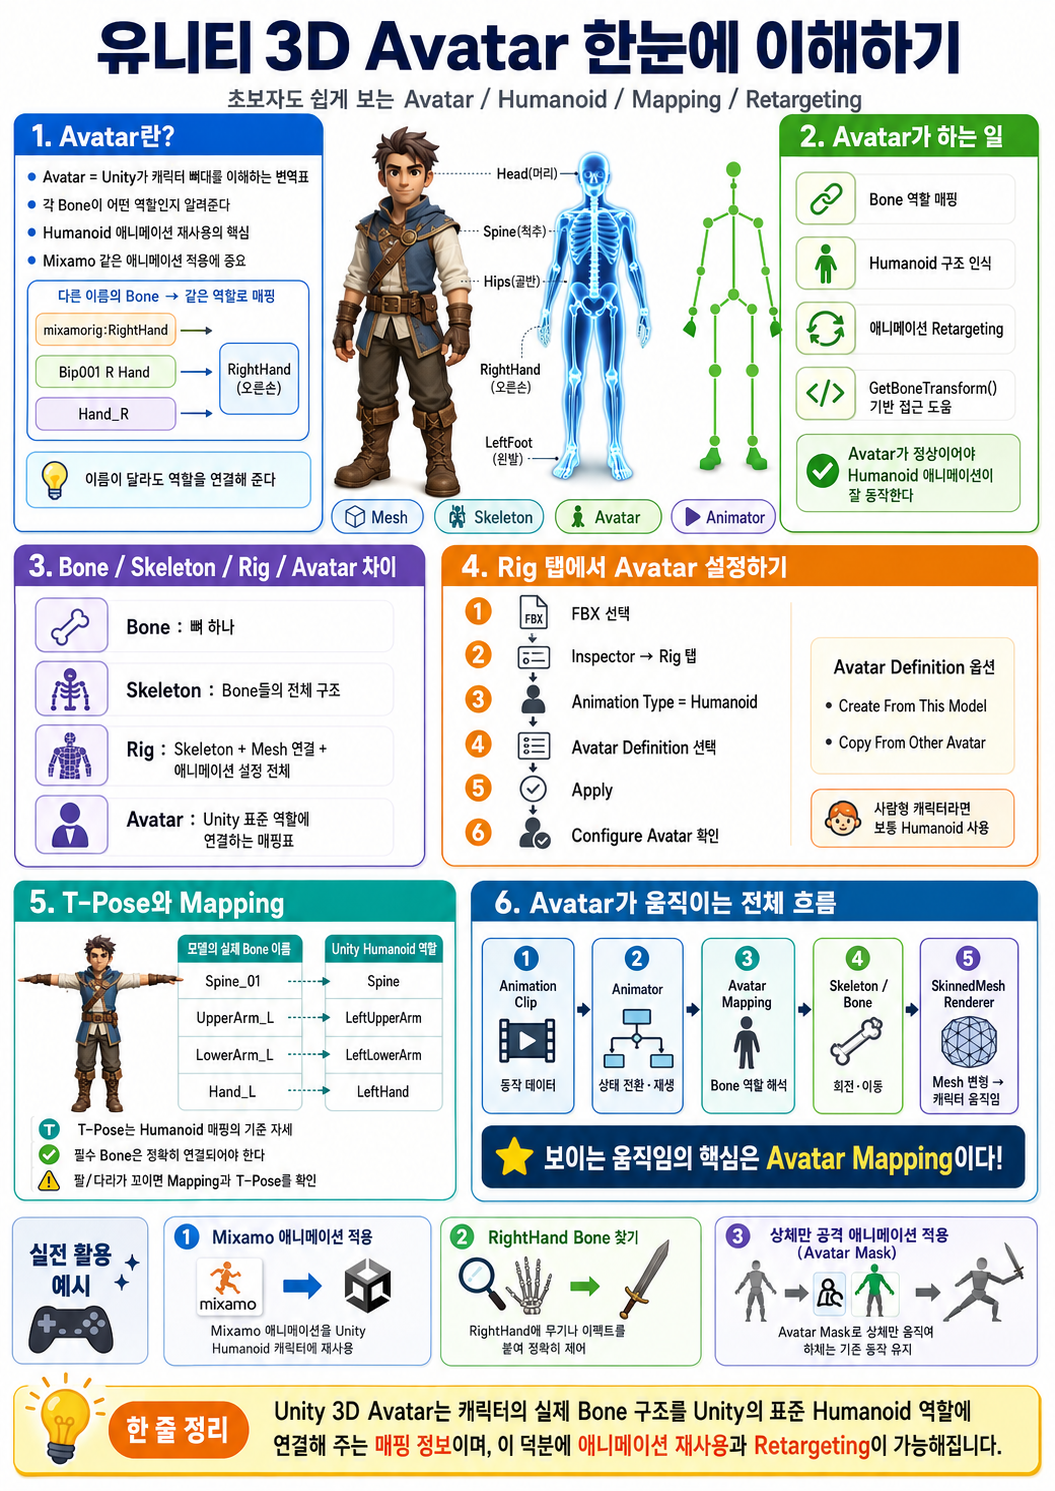 유니티 3D Avatar 한눈에 이해하기
초보자도 쉽게 보는 Avatar / Humanoid / Mapping / Retargeting
1. Avatar란?
Avatar = Unity가 캐릭터 뼈대를 이해하는 변역표
각 Bone이 어떤 역할인지 알려준다
Humanoid 애니메이션 재사용의 핵심
Mixamo 같은 애니메이션 적용에 중요
다른 이름의 Bone → 같은 역할로 매핑
mixamorig:RightHand
Bip001 R Hand
Hand_R
RightHand
(오른손)
이름이 달라도 역할을 연결해 준다
Head(머리)
Spine(척추)
Hips(골반)
RightHand
(오른손)
LeftFoot
(왼발)
Mesh
Skeleton
Avatar
Animator
2. Avatar가 하는 일
Bone 역할 매핑
Humanoid 구조 인식
애니메이션 Retargeting
GetBoneTransform()
기반 접근 도움
Avatar가 정상이어야
Humanoid 애니메이션이
잘 동작한다
3. Bone / Skeleton / Rig / Avatar 차이
Bone : 뼈 하나
Skeleton : Bone들의 전체 구조
Rig : Skeleton + Mesh 연결 +
애니메이션 설정 전체
Avatar : Unity 표준 역할에
연결하는 매핑표
4. Rig 탭에서 Avatar 설정하기
1 FBX FBX 선택
2 Inspector → Rig 탭
3 Animation Type = Humanoid
4 Avatar Definition 선택
5 Apply
6 Configure Avatar 확인
Avatar Definition 옵션
• Create From This Model
• Copy From Other Avatar
사람형 캐릭터라면
보통 Humanoid 사용
5. T-Pose와 Mapping
모델의 실제 Bone 이름 Unity Humanoid 역할
Spine_01 Spine
UpperArm_L LeftUpperArm
LowerArm_L LeftLowerArm
Hand_L LeftHand
T T-Pose는 Humanoid 매핑의 기준 자세
필수 Bone은 정확히 연결되어야 한다
팔/다리가 꼬이면 Mapping과 T-Pose를 확인
6. Avatar가 움직이는 전체 흐름
1
Animation
Clip
동작 데이터
2
Animator
상태 전환·재생
3
Avatar
Mapping
Bone 역할 해석
4
Skeleton /
Bone
회전·이동
5
SkinnedMesh
Renderer
Mesh 변형 →
캐릭터 움직임
보이는 움직임의 핵심은 Avatar Mapping이다!
실전 활용
예시
1 Mixamo 애니메이션 적용
mixamo
Mixamo 애니메이션을 Unity
Humanoid 캐릭터에 재사용
2 RightHand Bone 찾기
RightHand에 무기나 이펙트를
붙여 정확히 제어
3 상체만 공격 애니메이션 적용
(Avatar Mask)
Avatar Mask로 상체만 움직여
하체는 기존 동작 유지
한 줄 정리
Unity 3D Avatar는 캐릭터의 실제 Bone 구조를 Unity의 표준 Humanoid 역할에
연결해 주는 매핑 정보이며, 이 덕분에 애니메이션 재사용과 Retargeting이 가능해집니다.